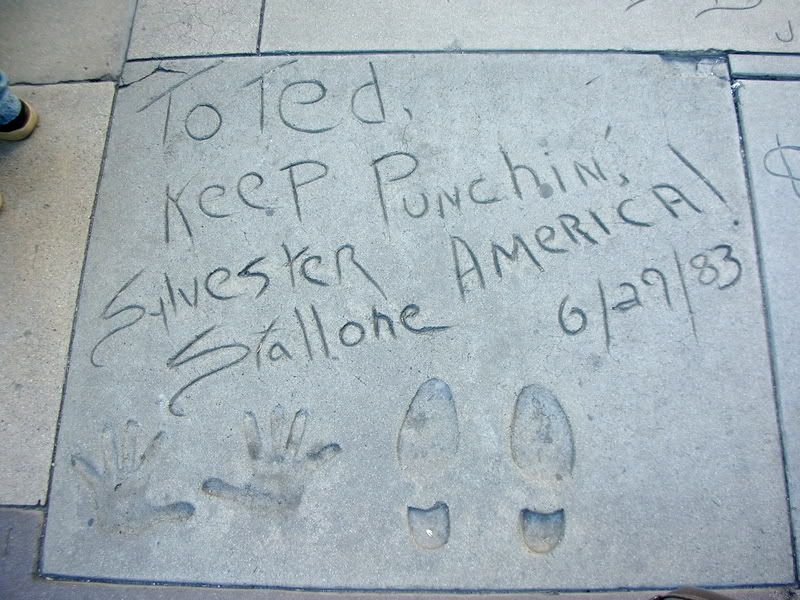 To Ted,
Keep Punchin,
America!
Sylvester
Stallone
6/29/83